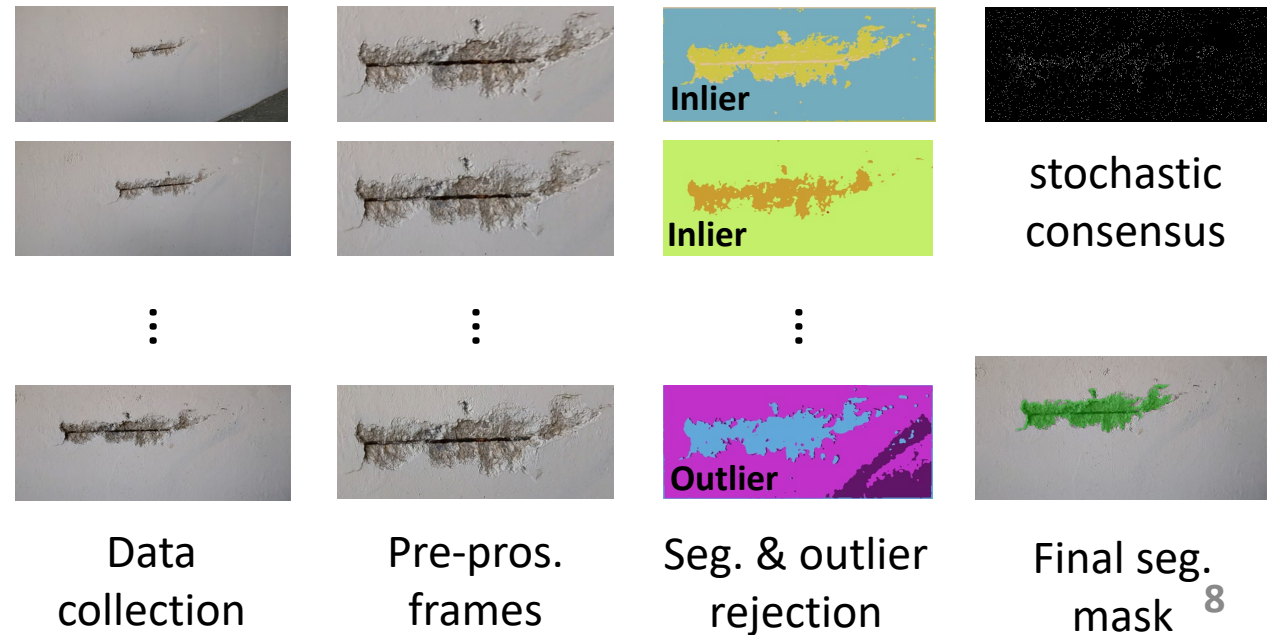 Inlier
stochastic
consensus
Inlier
⋮ ⋮ ⋮
Outlier
Data
collection
Pre-pros.
frames
Seg. & outlier
rejection
Final seg.
mask
8